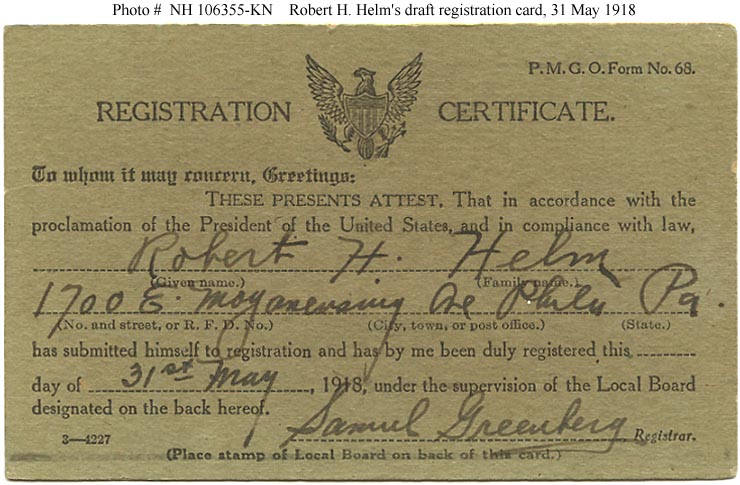 Photo # NH 106355-KN Robert H. Helm's draft registration card, 31 May 1918
P.M.G.O. Form No. 68.
REGISTRATION CERTIFICATE.
To whom it may concern, Greetings:
THESE PRESENTS ATTEST, That in accordance with the
proclamation of the President of the United States, and in compliance with law,
Robert H. Helm
(Given name.) (Family name.)
1700 E. Moyamensing Ave Phila Pa.
(No. and street, or R. F. D. No.) (City, town, or post office.) (State.)
has submitted himself to registration and has by me been duly registered this
day of 31st May, 1918, under the supervision of the Local Board
designated on the back hereof.
Samuel Greenberg Registrar.
3—4227
(Place stamp of Local Board on back of this card.)